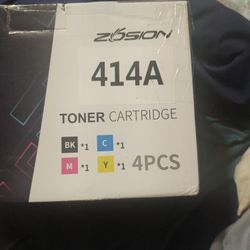 ZOSION
414A
TONER CARTRIDGE
BK *1 C *1
M *1 Y *1 4PCS